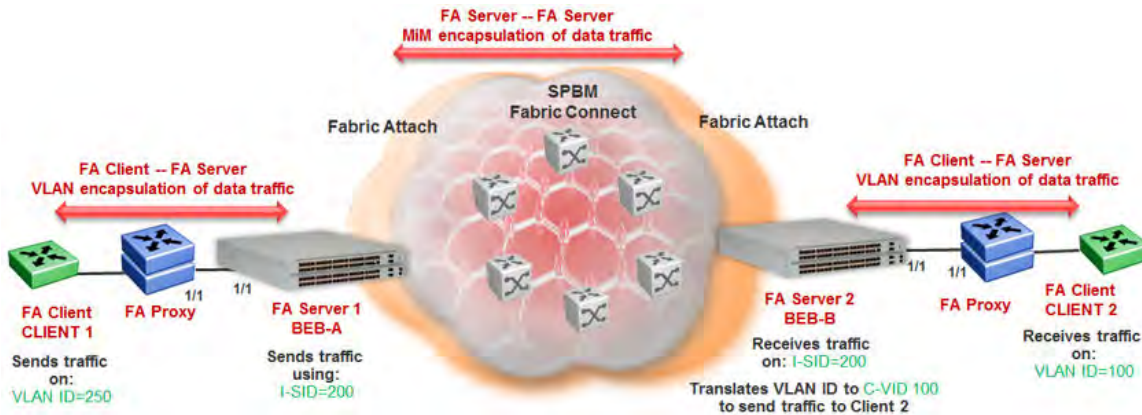 FA Server -- FA Server
MiM encapsulation of data traffic
SPBM
Fabric Connect
Fabric Attach
Fabric Attach
FA Client -- FA Server
VLAN encapsulation of data traffic
FA Client -- FA Server
VLAN encapsulation of data traffic
1/1
1/1
1/1
1/1
FA Client
CLIENT 1
Sends traffic
on:
VLAN ID=250
FA Proxy
FA Server 1
BEB-A
Sends traffic
using:
I-SID=200
FA Server 2
BEB-B
Receives traffic
on: I-SID=200
Translates VLAN ID to C-VID 100
to send traffic to Client 2
FA Proxy
FA Client
CLIENT 2
Receives traffic
on:
VLAN ID=100